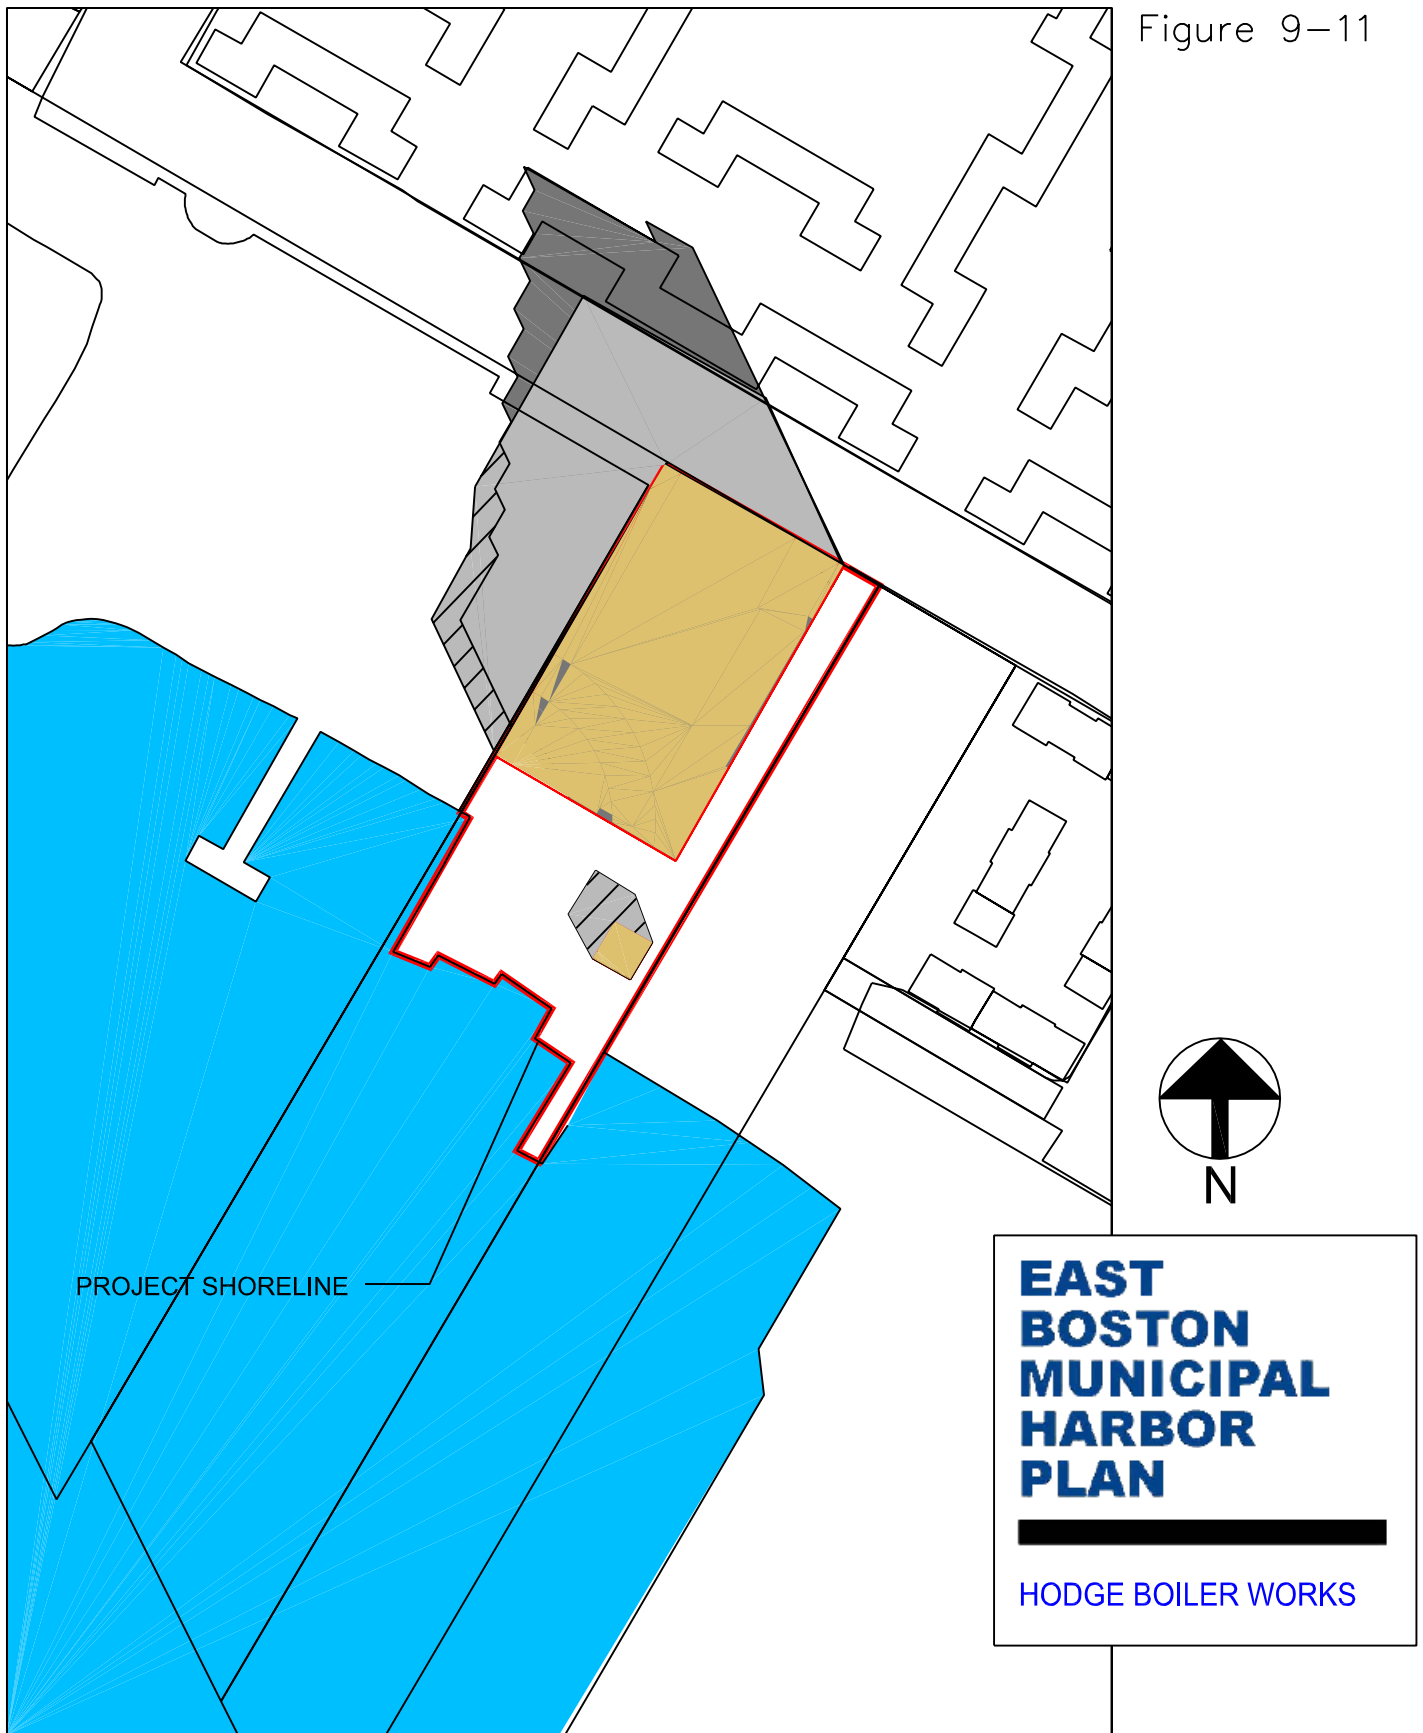 Figure 9-11
PROJECT SHORELINE
N
EAST
BOSTON
MUNICIPAL
HARBOR
PLAN
HODGE BOILER WORKS